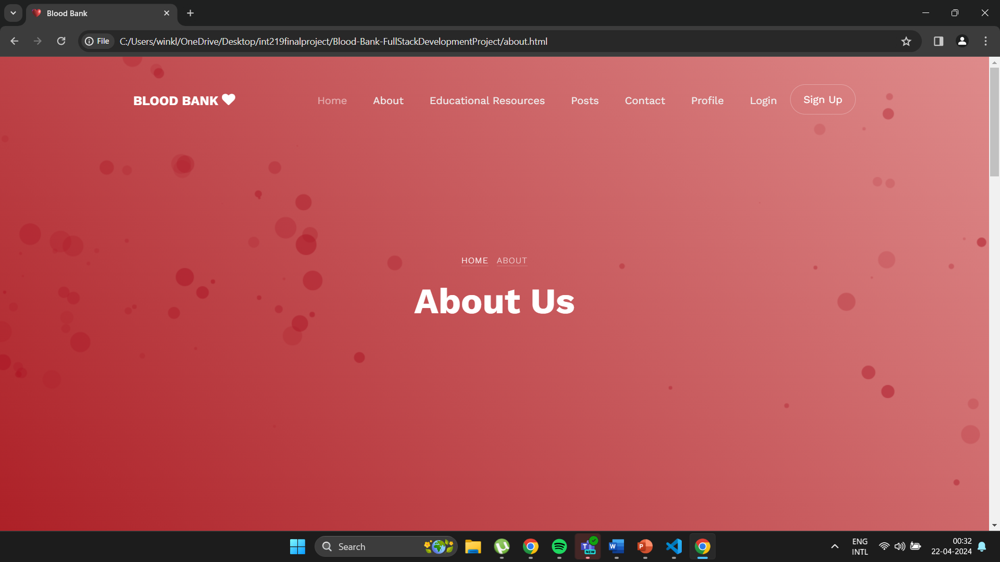 Blood Bank
File C:/Users/winkl/OneDrive/Desktop/int219finalproject/Blood-Bank-FullStackDevelopmentProject/about.html
BLOOD BANK Home About Educational Resources Posts Contact Profile Login Sign Up
HOME ABOUT
About Us
Search
T
NEW
W
P
ENG
INTL
00:32
22-04-2024